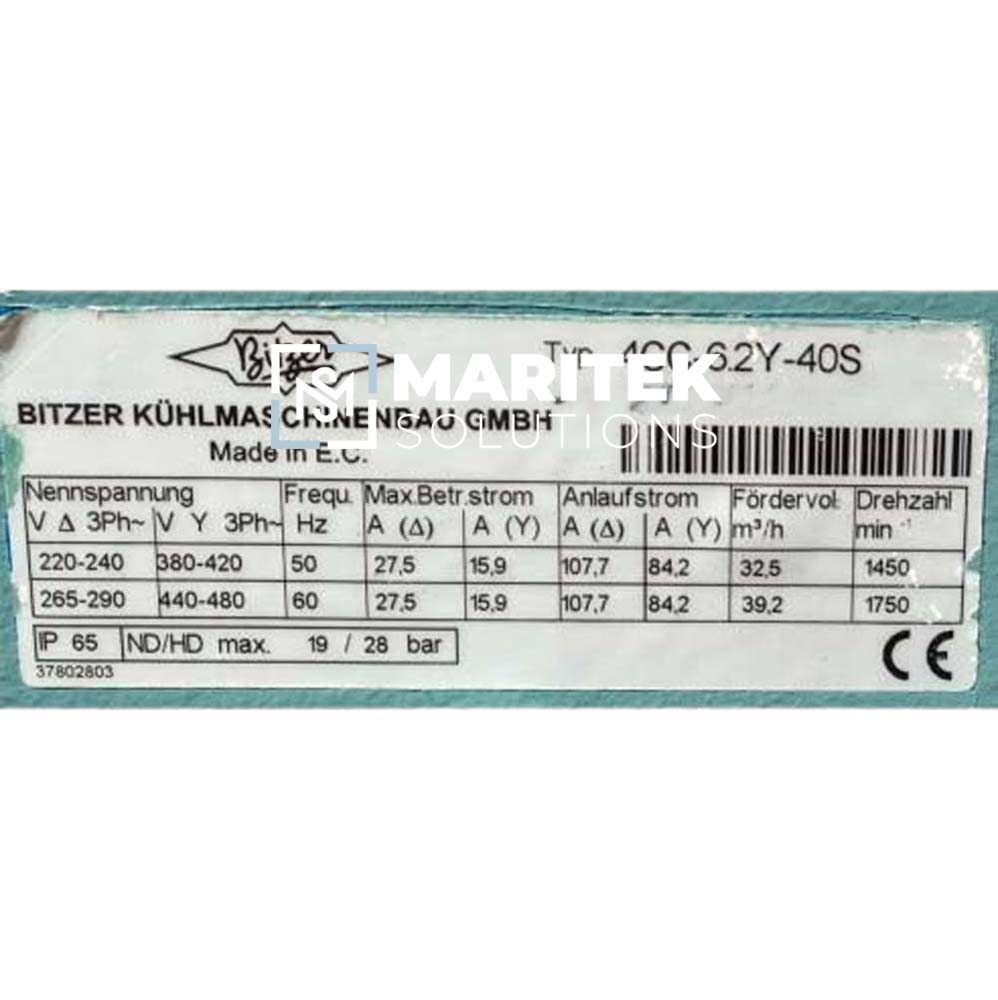 Bitzer
Typ 4CC-6.2Y-40S
MARITEK
SOLUTIONS
BITZER KÜHLMASCHINENBAU GMBH
Made in E.C.
Nennspannung Frequ. Max.Betr.strom Anlaufstrom Fördervol. Drehzahl
V Δ 3Ph~ V Y 3Ph~ Hz A (Δ) A (Y) A (Δ) A (Y) m³/h min -1
220-240 380-420 50 27,5 15,9 107,7 84,2 32,5 1450
265-290 440-480 60 27,5 15,9 107,7 84,2 39,2 1750
IP 65 ND/HD max. 19 / 28 bar CE
37802803